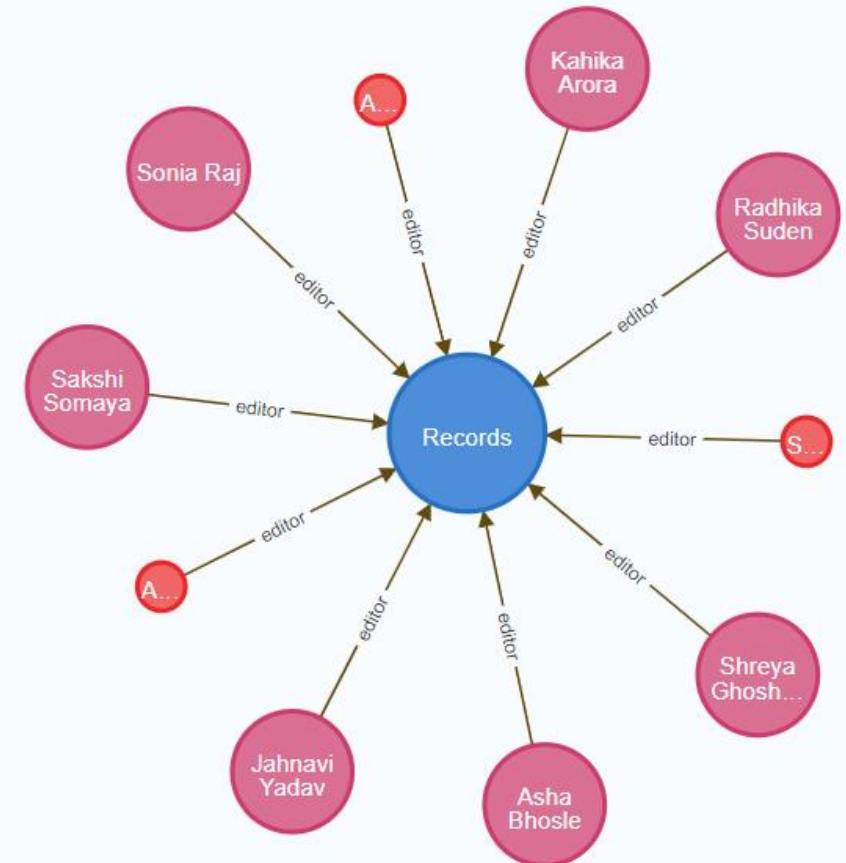 Kahika
Arora
A...
editor
editor
Sonia Raj
Radhika
Suden
editor
editor
Sakshi
Somaya
editor
Records
editor
S...
editor
A...
editor
editor
editor
Shreya
Ghosh...
Jahnavi
Yadav
Asha
Bhosle